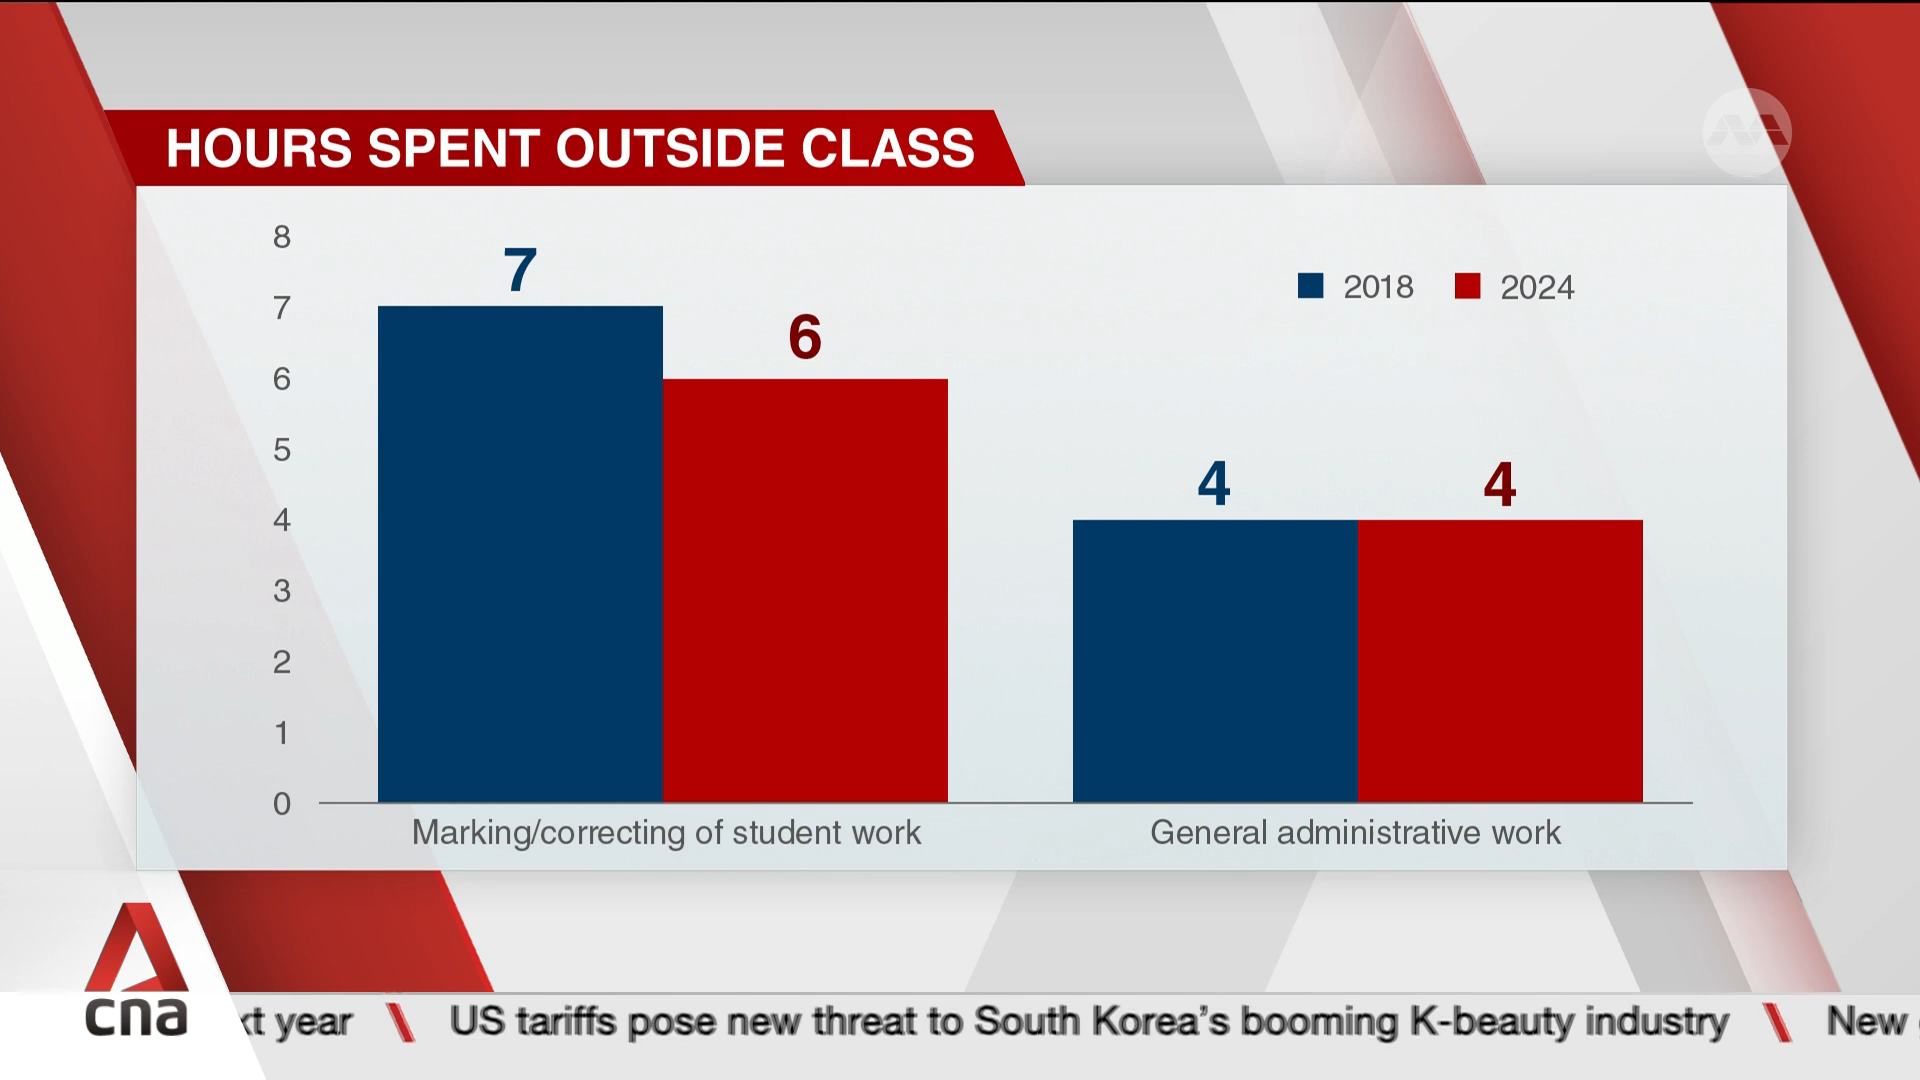 HOURS SPENT OUTSIDE CLASS
8
7
6
5
4
3
2
1
0
7
6
4
4
2018
2024
Marking/correcting of student work
General administrative work
cna
year
US tariffs pose new threat to South Korea's booming K-beauty industry
New